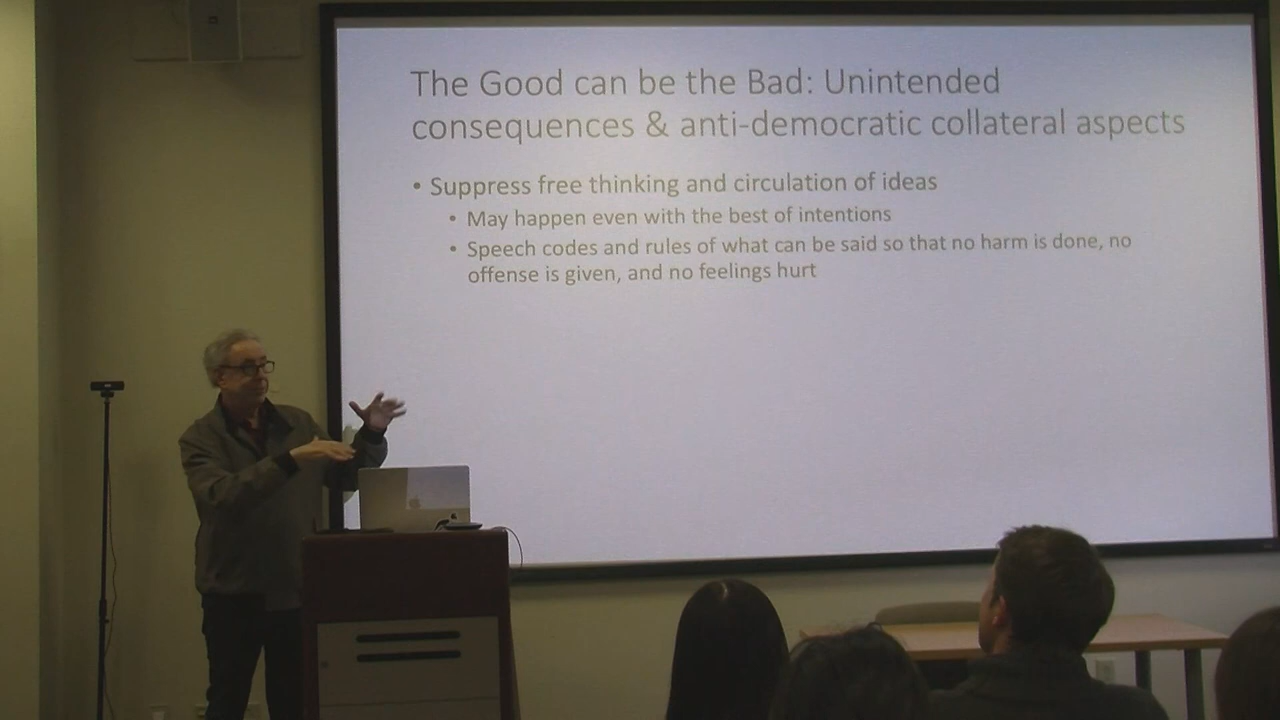 The Good can be the Bad: Unintended
consequences & anti-democratic collateral aspects
• Suppress free thinking and circulation of ideas
• May happen even with the best of intentions
• Speech codes and rules of what can be said so that no harm is done, no
offense is given, and no feelings hurt